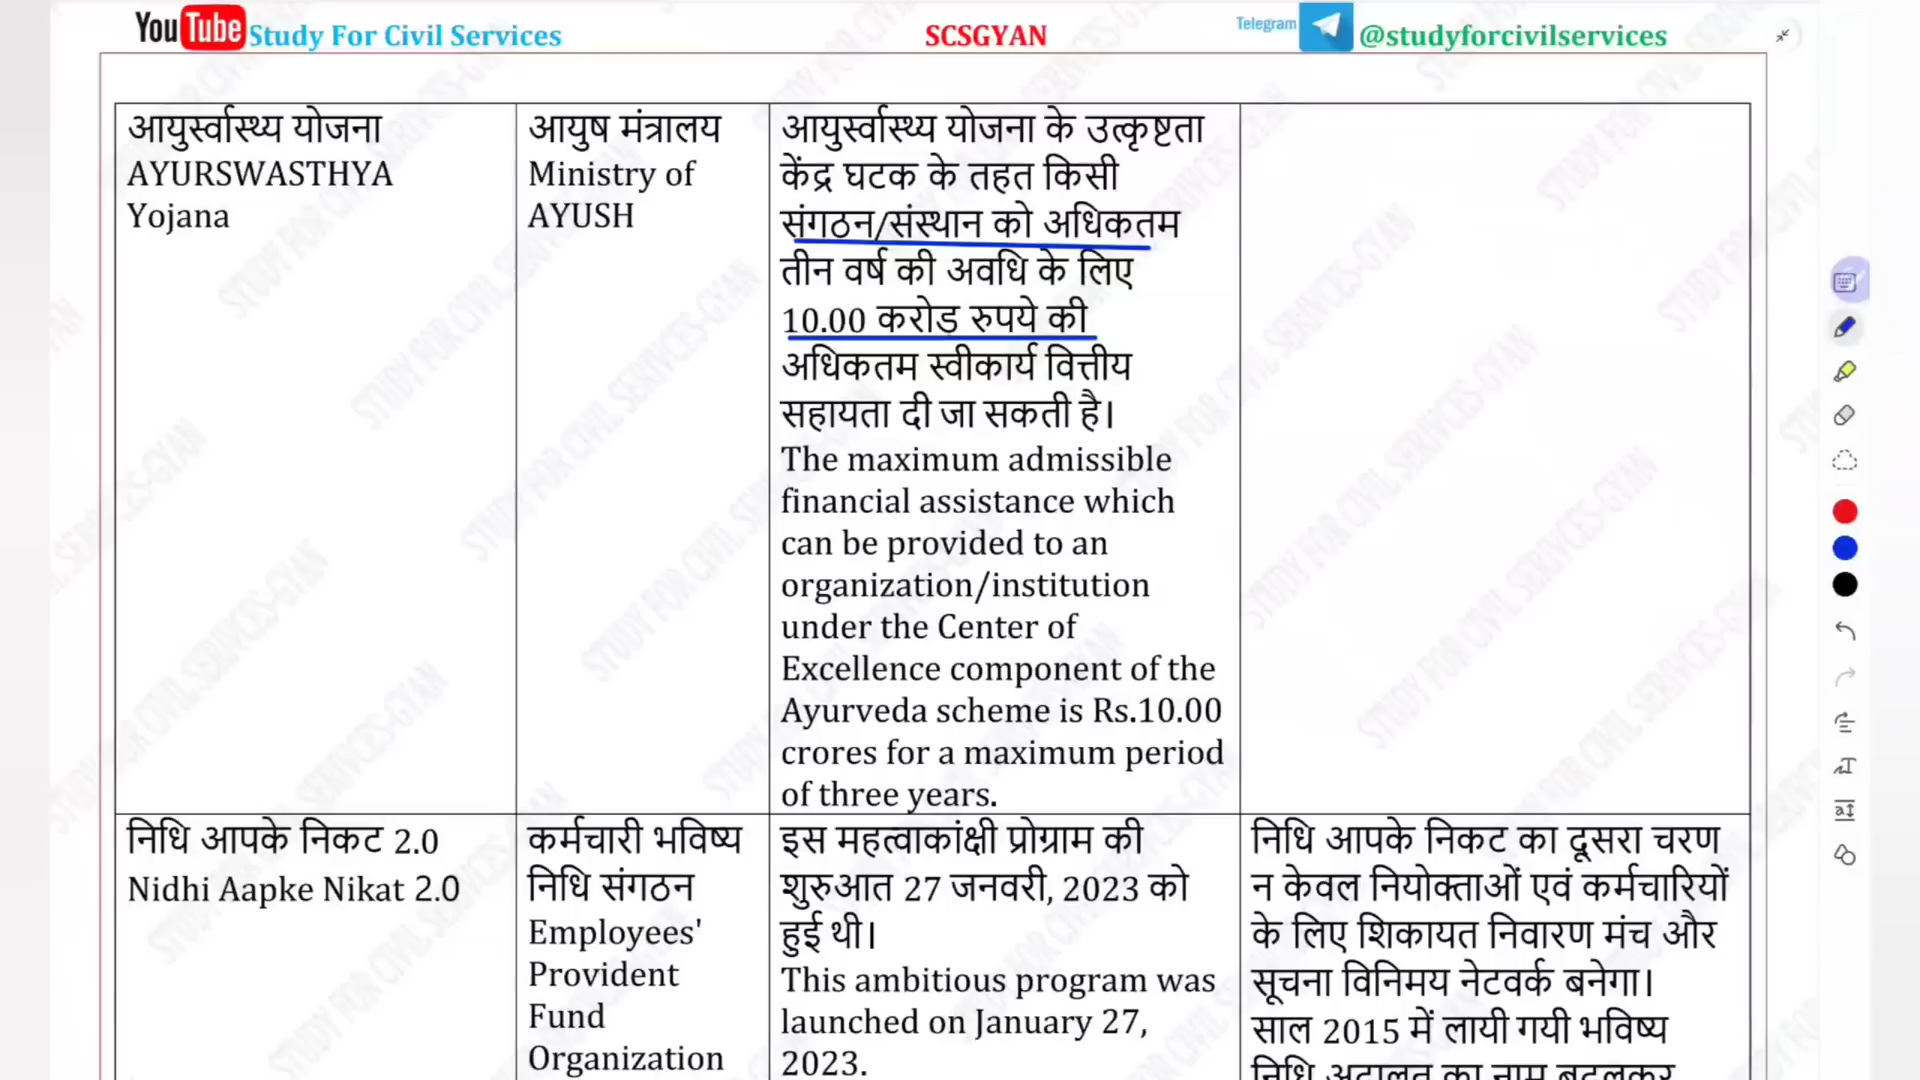 YouTube Study For Civil Services
SCSGYAN
Telegram @studyforcivilservices
आयुर्स्वास्थ्य योजना
AYURSWASTHYA
Yojana
आयुष मंत्रालय
Ministry of
AYUSH
आयुर्स्वास्थ्य योजना के उत्कृष्टता
केंद्र घटक के तहत किसी
संगठन/संस्थान को अधिकतम
तीन वर्ष की अवधि के लिए
10.00 करोड़ रुपये की
अधिकतम स्वीकार्य वित्तीय
सहायता दी जा सकती है।
The maximum admissible
financial assistance which
can be provided to an
organization/institution
under the Center of
Excellence component of the
Ayurveda scheme is Rs.10.00
crores for a maximum period
of three years.
निधि आपके निकट 2.0
Nidhi Aapke Nikat 2.0
कर्मचारी भविष्य
निधि संगठन
Employees'
Provident
Fund
Organization
इस महत्वाकांक्षी प्रोग्राम की
शुरुआत 27 जनवरी, 2023 को
हुई थी।
This ambitious program was
launched on January 27,
2023.
निधि आपके निकट का दूसरा चरण
न केवल नियोक्ताओं एवं कर्मचारियों
के लिए शिकायत निवारण मंच और
सूचना विनिमय नेटवर्क बनेगा।
साल 2015 में लायी गयी भविष्य
निधि अदालत का नाम बदलकर